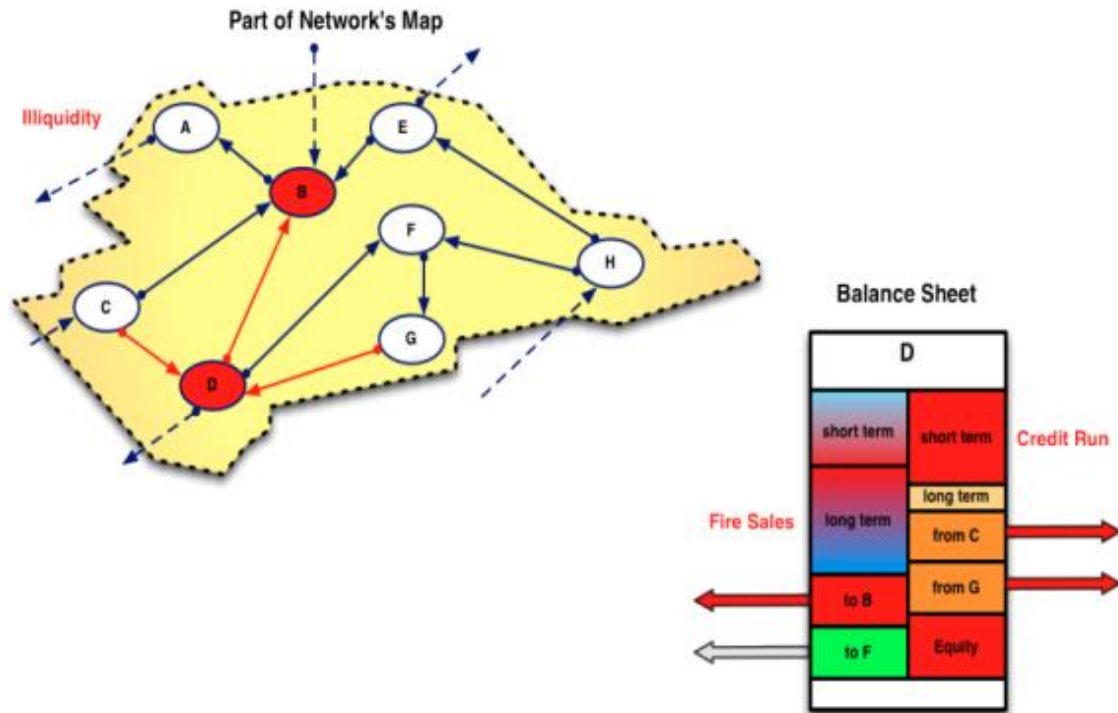 Part of Network's Map
Illiquidity
A
E
B
F
H
C
G
D
Balance Sheet
D
short term
short term
Credit Run
long term
Fire Sales
long term
from C
to B
from G
to F
Equity